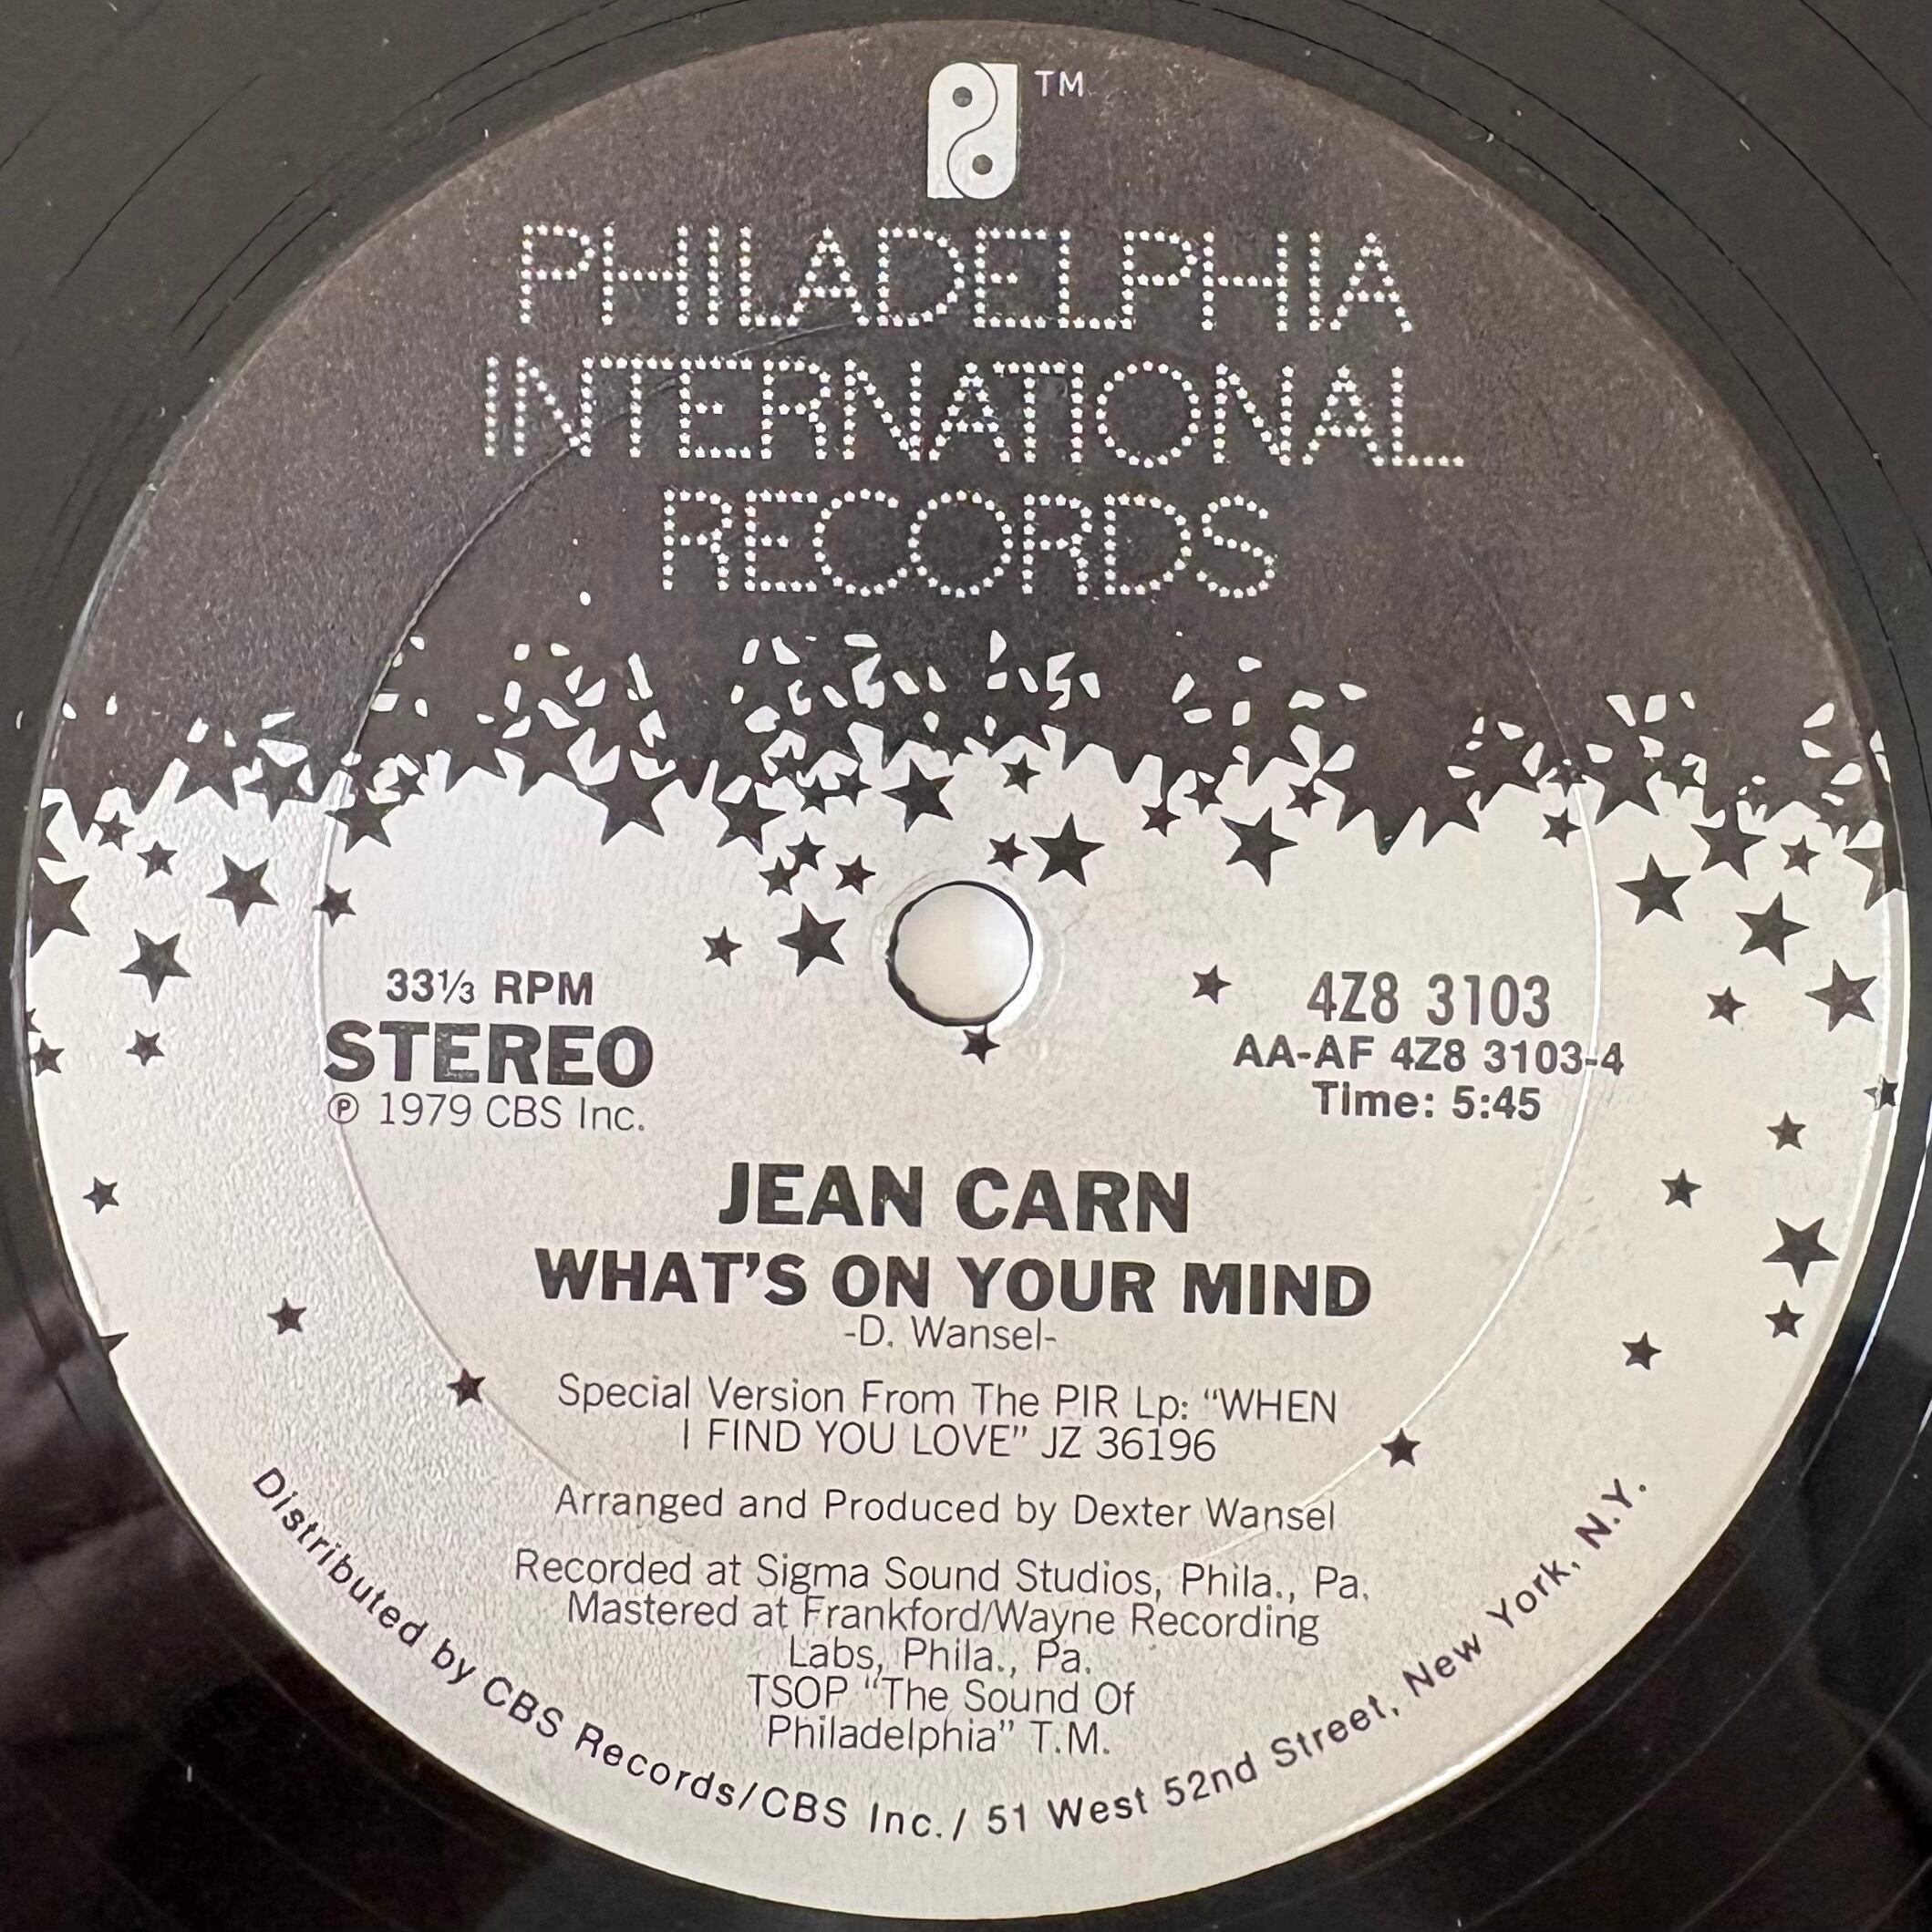 TM
PHILADELPHIA
INTERNATIONAL
RECORDS
33⅓ RPM
STEREO
℗ 1979 CBS Inc.
4Z8 3103
AA-AF 4Z8 3103-4
Time: 5:45
JEAN CARN
WHAT'S ON YOUR MIND
-D. Wansel-
Special Version From The PIR Lp: “WHEN
I FIND YOU LOVE” JZ 36196
Arranged and Produced by Dexter Wansel
Recorded at Sigma Sound Studios, Phila., Pa.
Mastered at Frankford/Wayne Recording
Labs, Phila., Pa.
TSOP “The Sound Of
Philadelphia” T.M.
Distributed by CBS Records/CBS Inc./ 51 West 52nd Street, New York, N.Y.